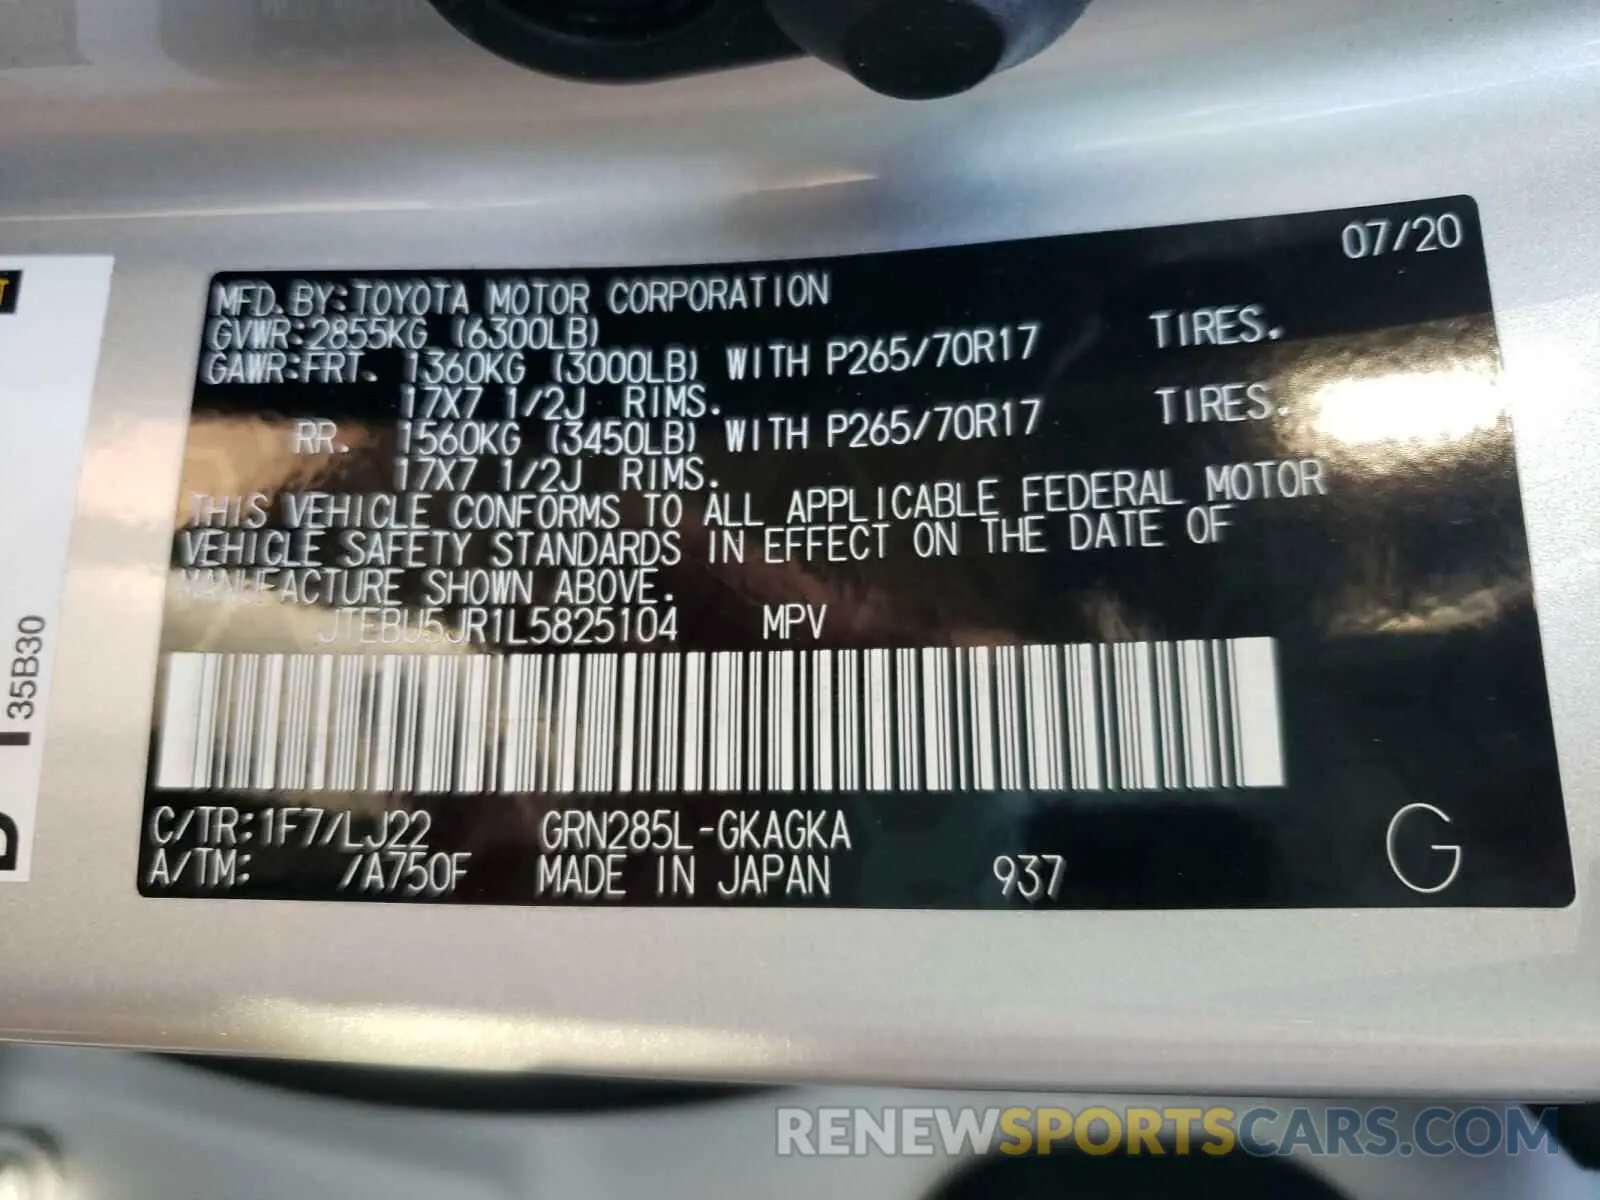 07/20
MFD.BY:TOYOTA MOTOR CORPORATION
GVWR:2855KG (6300LB)
GAWR:FRT. 1360KG (3000LB) WITH P265/70R17 TIRES.
17X7 1/2J RIMS.
RR. 1560KG (3450LB) WITH P265/70R17 TIRES.
17X7 1/2J RIMS.
THIS VEHICLE CONFORMS TO ALL APPLICABLE FEDERAL MOTOR
VEHICLE SAFETY STANDARDS IN EFFECT ON THE DATE OF
MANUFACTURE SHOWN ABOVE.
JTEBU5JR1L5825104 MPV
C/TR:1F7/LJ22 GRN285L-GKAGKA
A/TM: /A750F MADE IN JAPAN 937 G
35B30
RENEWSPORTSCARS.COM